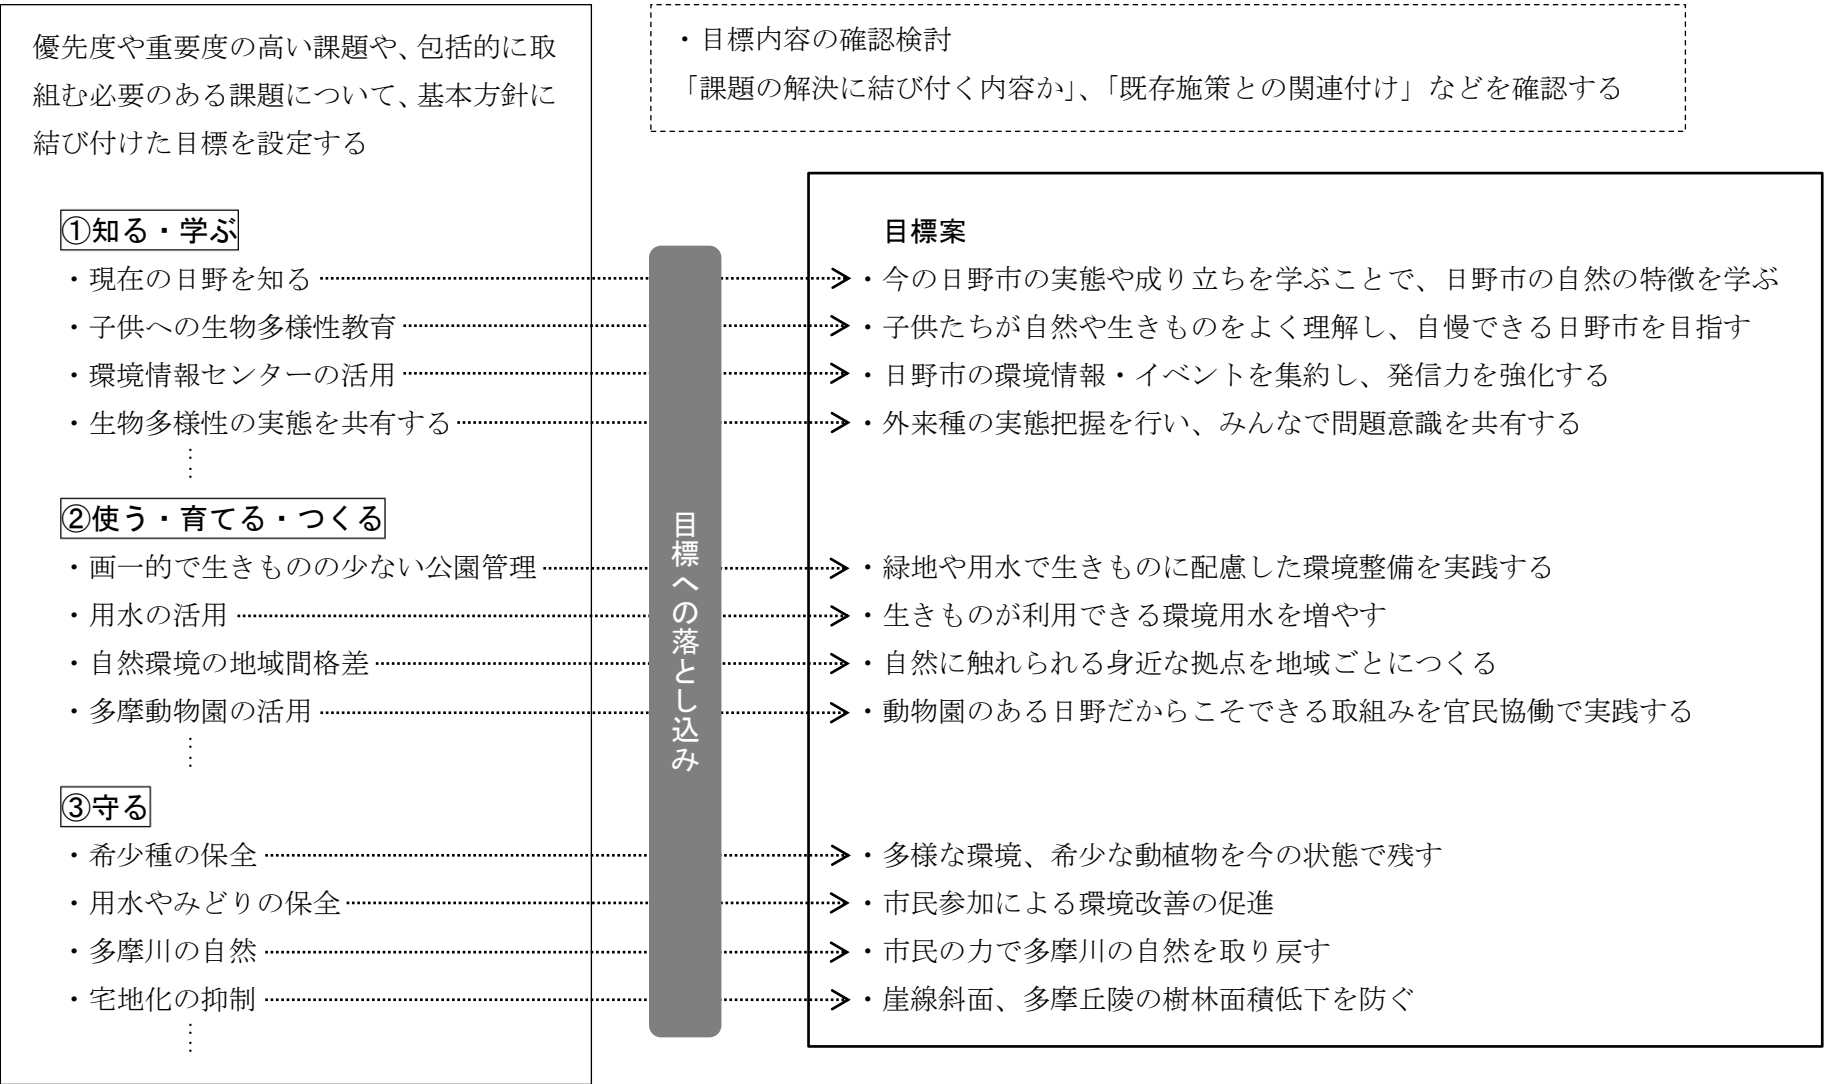 優先度や重要度の高い課題や、包括的に取
組む必要のある課題について、基本方針に
結び付けた目標を設定する
①知る・学ぶ
・現在の日野を知る
・子供への生物多様性教育
・環境情報センターの活用
・生物多様性の実態を共有する
②使う・育てる・つくる
・画一的で生きものの少ない公園管理
・用水の活用
・自然環境の地域間格差
・多摩動物園の活用
③守る
・希少種の保全
・用水やみどりの保全
・多摩川の自然
・宅地化の抑制
目標への落とし込み
・目標内容の確認検討
「課題の解決に結び付く内容か」、「既存施策との関連付け」などを確認する
目標案
・今の日野市の実態や成り立ちを学ぶことで、日野市の自然の特徴を学ぶ
・子供たちが自然や生きものをよく理解し、自慢できる日野市を目指す
・日野市の環境情報・イベントを集約し、発信力を強化する
・外来種の実態把握を行い、みんなで問題意識を共有する
・緑地や用水で生きものに配慮した環境整備を実践する
・生きものが利用できる環境用水を増やす
・自然に触れられる身近な拠点を地域ごとにつくる
・動物園のある日野だからこそできる取組みを官民協働で実践する
・多様な環境、希少な動植物を今の状態で残す
・市民参加による環境改善の促進
・市民の力で多摩川の自然を取り戻す
・崖線斜面、多摩丘陵の樹林面積低下を防ぐ